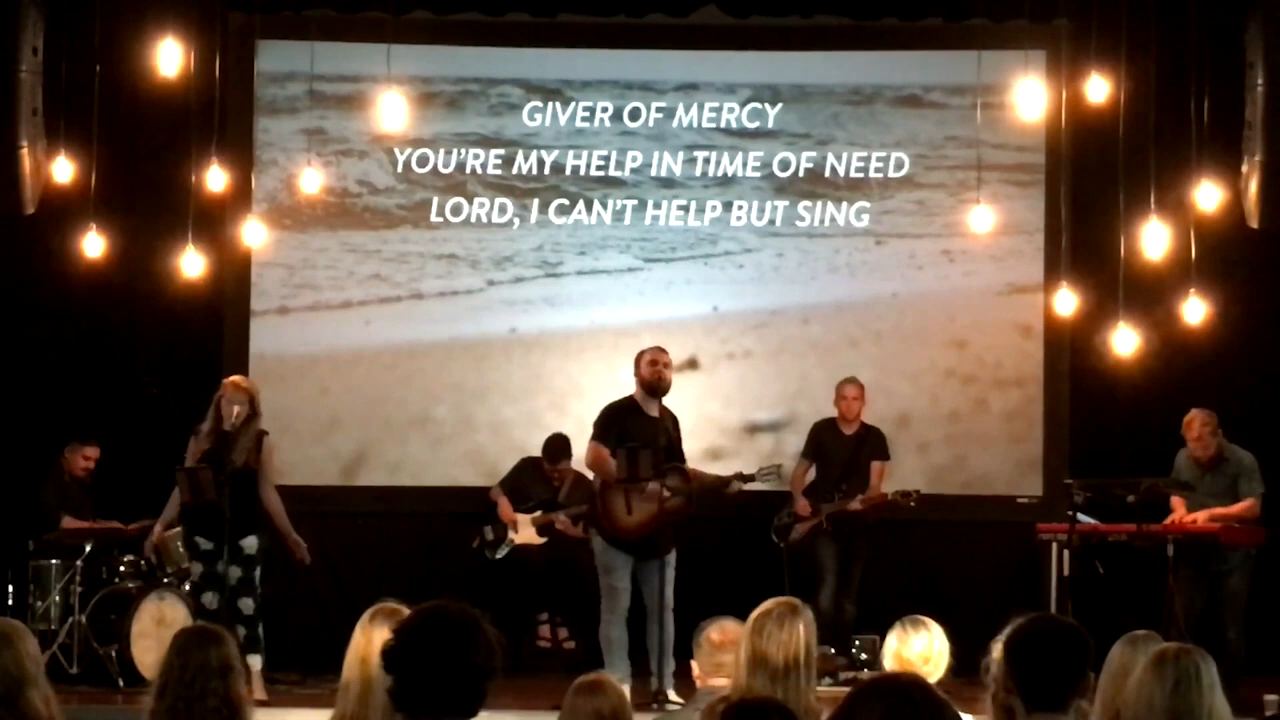 GIVER OF MERCY
YOU'RE MY HELP IN TIME OF NEED
LORD, I CAN'T HELP BUT SING